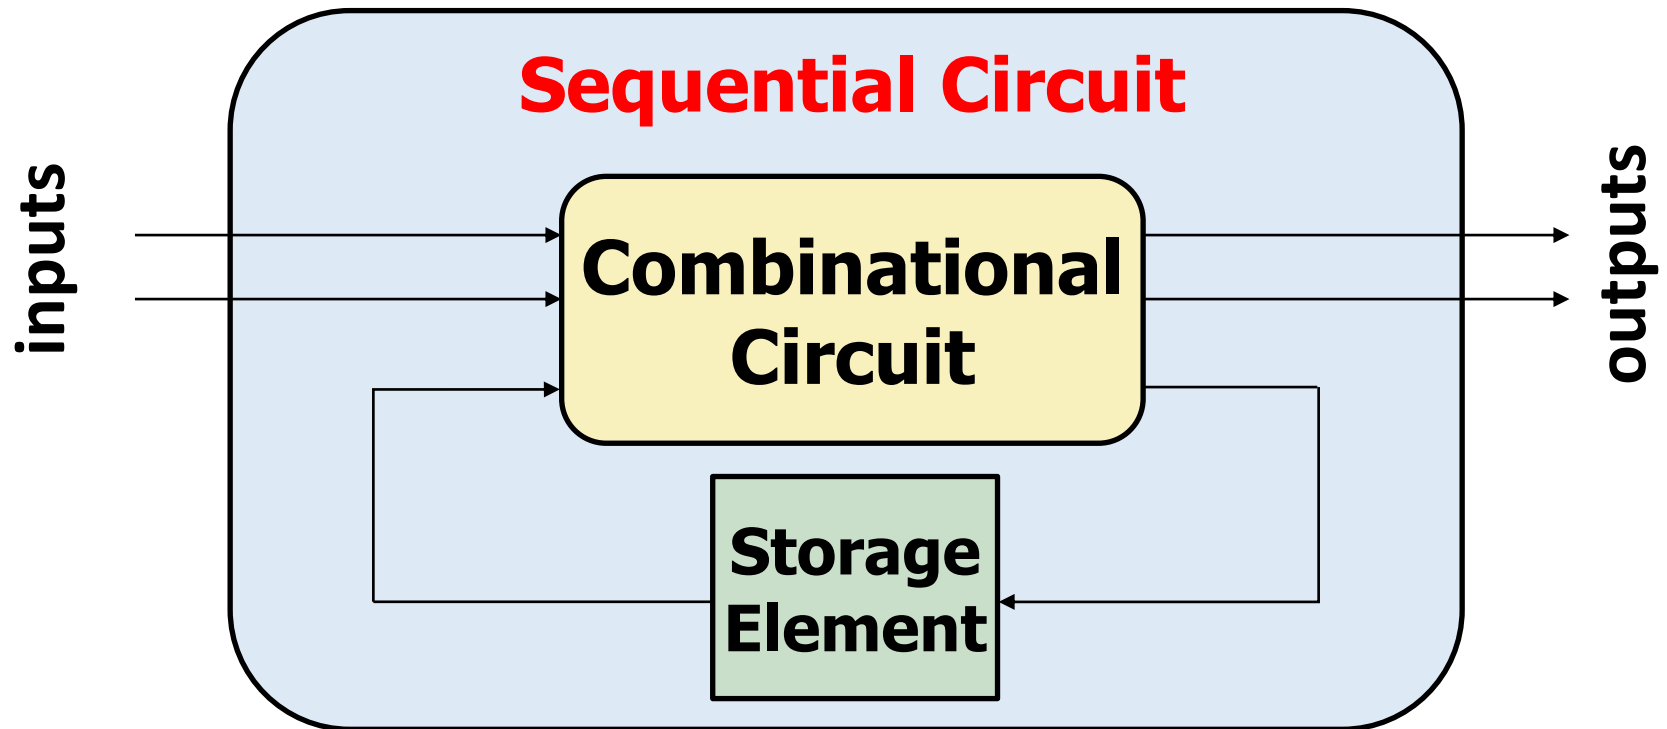 Sequential Circuit
inputs
Combinational
Circuit
outputs
Storage
Element